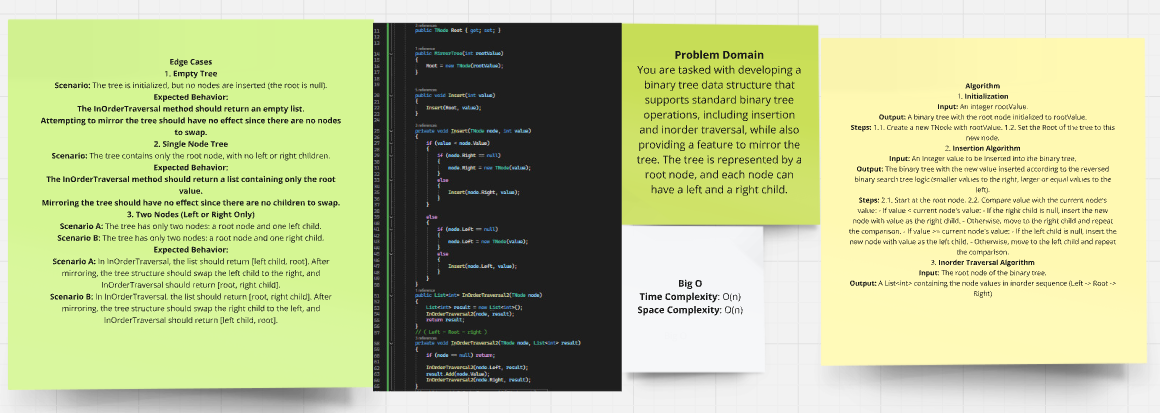 Edge Cases
1. Empty Tree
Scenario: The tree is initialized, but no nodes are inserted (the root is null).
Expected Behavior:
The InOrderTraversal method should return an empty list.
Attempting to mirror the tree should have no effect since there are no nodes
to swap.
2. Single Node Tree
Scenario: The tree contains only the root node, with no left or right children.
Expected Behavior:
The InOrderTraversal method should return a list containing only the root
value.
Mirroring the tree should have no effect since there are no children to swap.
3. Two Nodes (Left or Right Only)
Scenario A: The tree has only two nodes: a root node and one left child.
Scenario B: The tree has only two nodes: a root node and one right child.
Expected Behavior:
Scenario A: In InOrderTraversal, the list should return [left child, root]. After
mirroring, the tree structure should swap the left child to the right, and
InOrderTraversal should return [root, right child].
Scenario B: In InOrderTraversal, the list should return [root, right child]. After
mirroring, the tree structure should swap the right child to the left, and
InOrderTraversal should return [left child, root].
public TNode Root { get; set; }
public MirrorTree(int rootValue)
{
Root = new TNode(rootValue);
}
public void Insert(int value)
{
Insert(Root, value);
}
private void Insert(TNode node, int value)
{
if (value < node.Value)
{
if (node.Right == null)
{
node.Right = new TNode(value);
}
else
{
Insert(node.Right, value);
}
}
else
{
if (node.Left == null)
{
node.Left = new TNode(value);
}
else
{
Insert(node.Left, value);
}
}
}
public List<int> InOrderTraversal2(TNode node)
{
List<int> result = new List<int>();
InOrderTraversal2(node, result);
return result;
}
// ( Left - Root - right )
private void InOrderTraversal2(TNode node, List<int> result)
{
if (node == null) return;
InOrderTraversal2(node.Left, result);
result.Add(node.Value);
InOrderTraversal2(node.Right, result);
}
Problem Domain
You are tasked with developing a
binary tree data structure that
supports standard binary tree
operations, including insertion
and inorder traversal, while also
providing a feature to mirror the
tree. The tree is represented by a
root node, and each node can
have a left and a right child.
Big O
Time Complexity: O(n)
Space Complexity: O(n)
Algorithm
1. Initialization
Input: An integer rootValue.
Output: A binary tree with the root node initialized to rootValue.
Steps: 1.1. Create a new TNode with rootValue. 1.2. Set the Root of the tree to this
new node.
2. Insertion Algorithm
Input: An integer value to be inserted into the binary tree.
Output: The binary tree with the new value inserted according to the reversed
binary search tree logic (smaller values to the right, larger or equal values to the
left).
Steps: 2.1. Start at the root node. 2.2. Compare value with the current node's
value: - If value < current node's value: - If the right child is null, insert the new
node with value as the right child. - Otherwise, move to the right child and repeat
the comparison. - If value >= current node's value: - If the left child is null, insert the
new node with value as the left child. - Otherwise, move to the left child and repeat
the comparison.
3. Inorder Traversal Algorithm
Input: The root node of the binary tree.
Output: A List<int> containing the node values in inorder sequence (Left -> Root ->
Right)